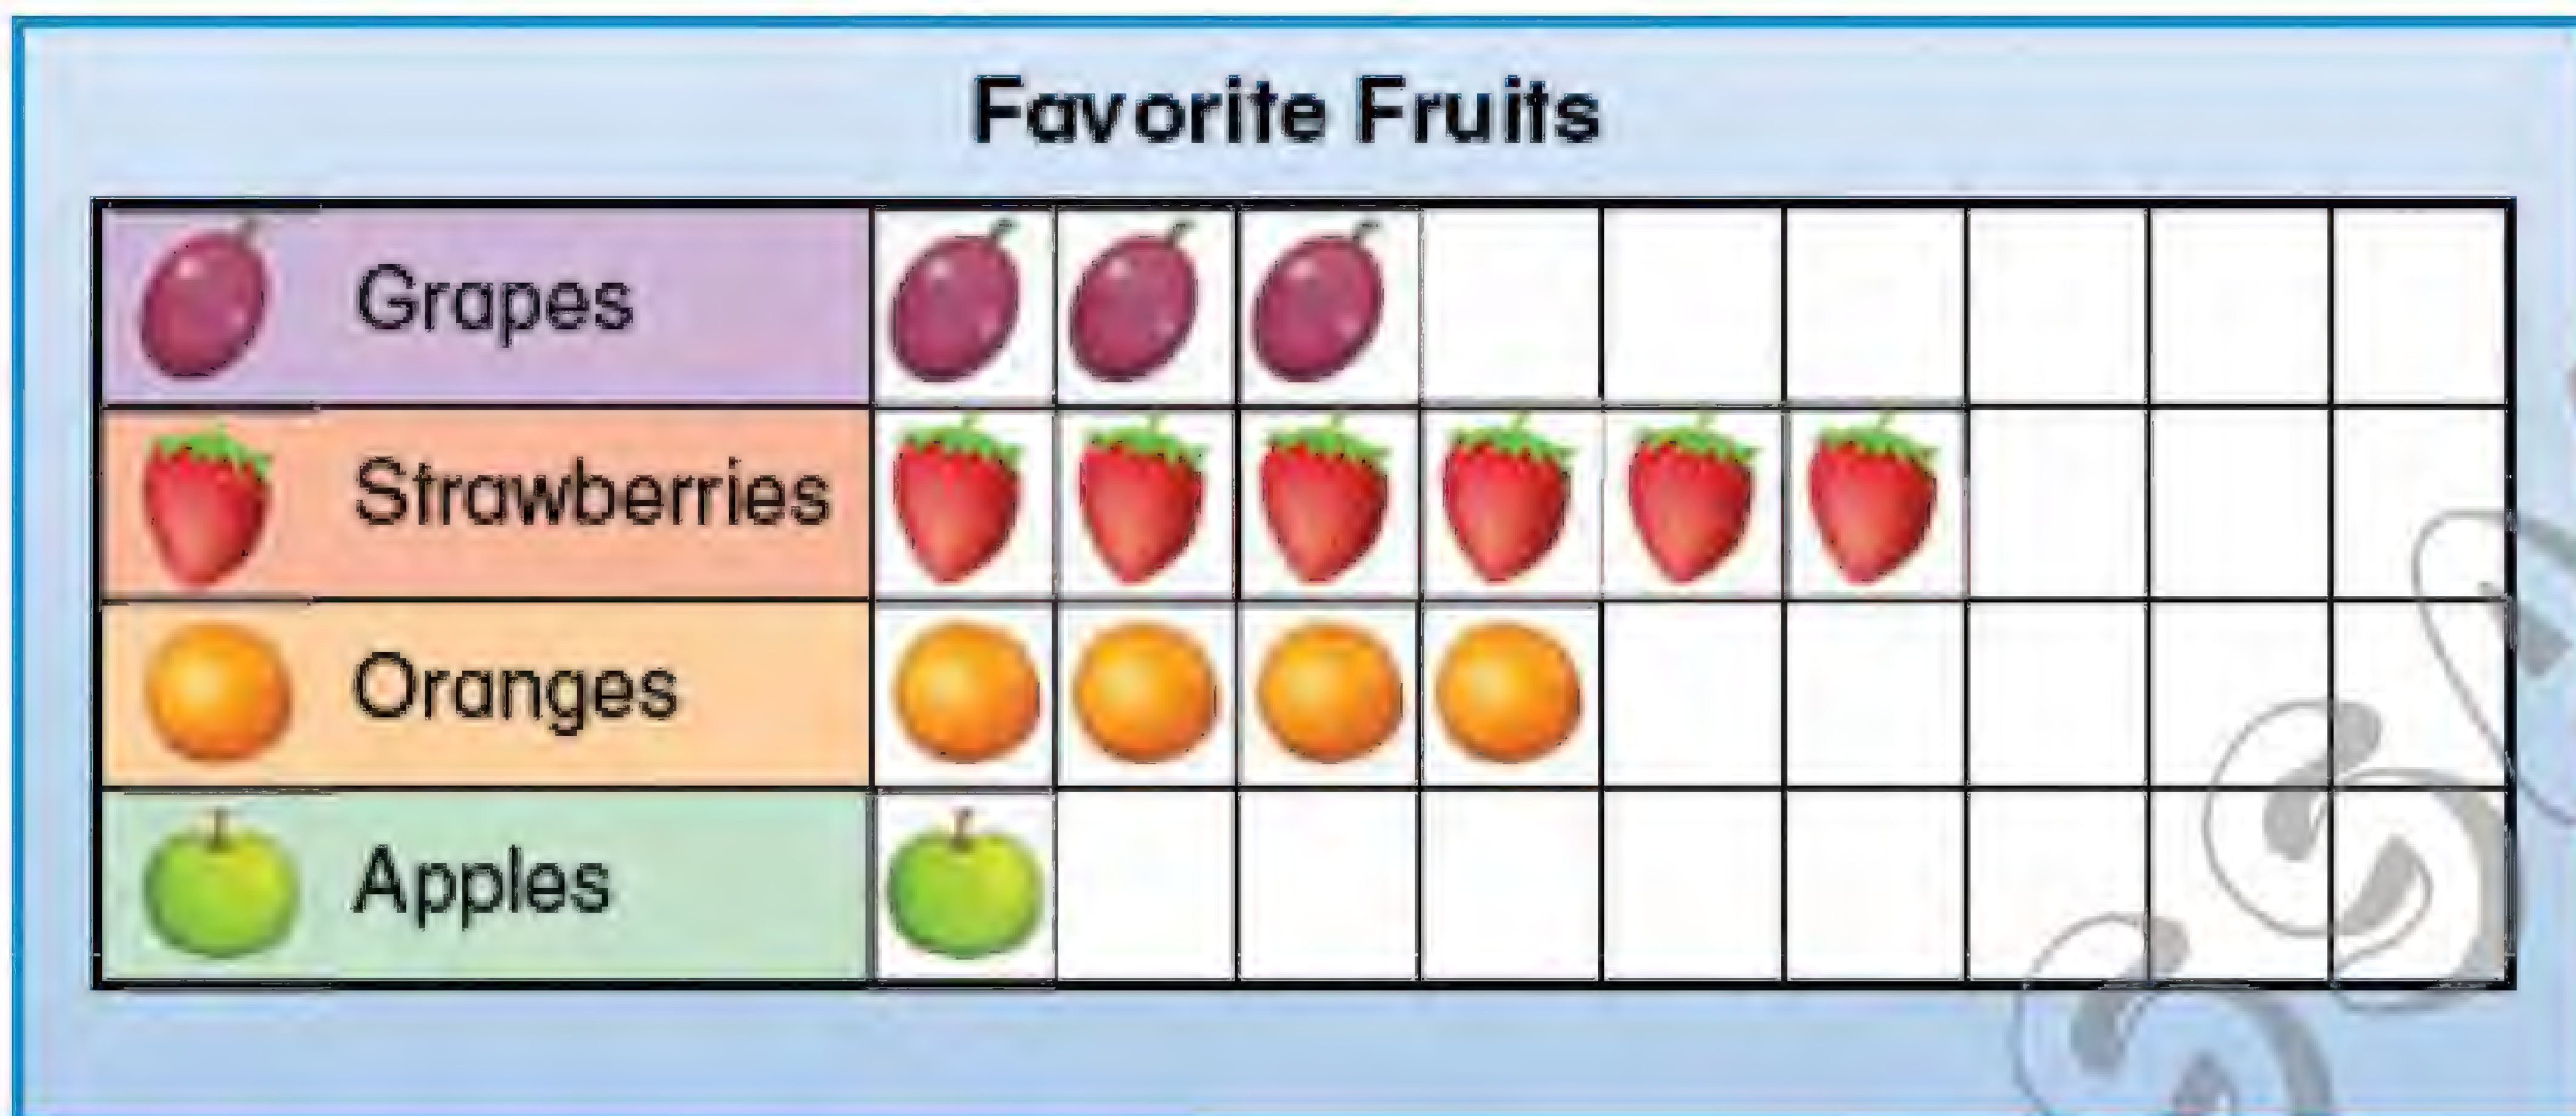 Favorite Fruits
Grapes
Strawberries
Oranges
Apples